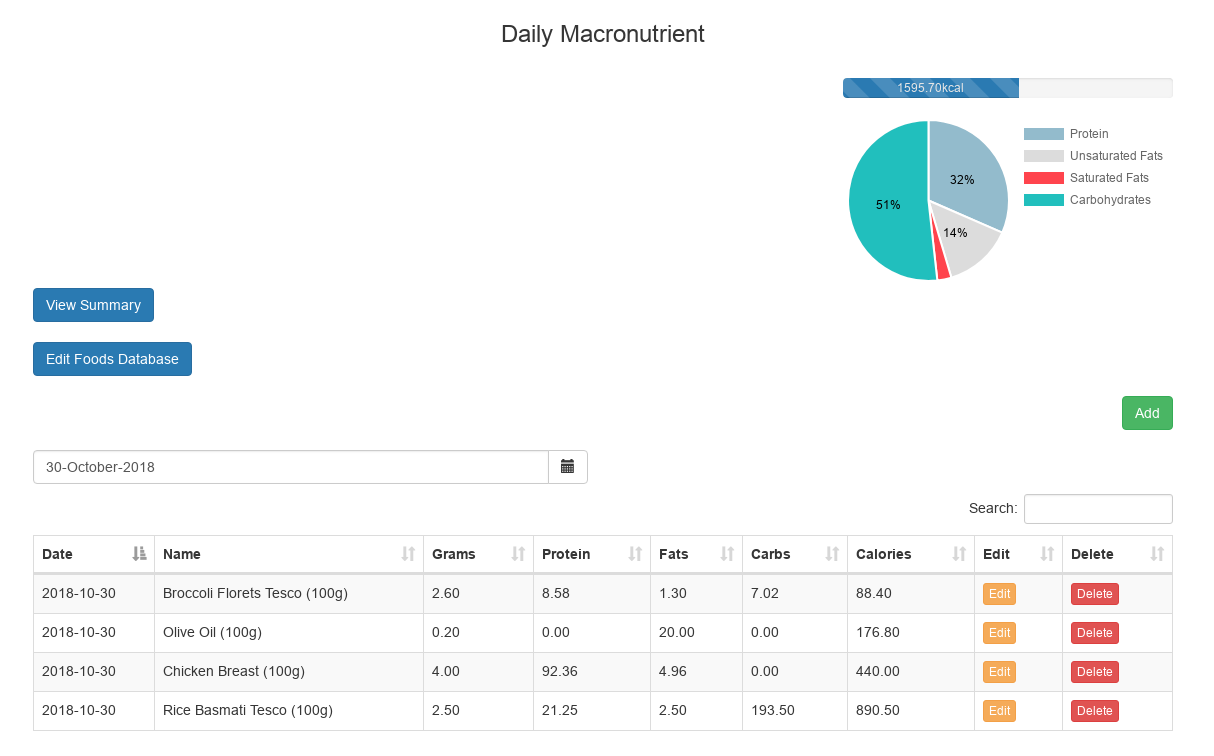 Daily Macronutrient
1595.70kcal
Protein
Unsaturated Fats
Saturated Fats
Carbohydrates
32%
51%
14%
View Summary
Edit Foods Database
Add
30-October-2018
Search:
Date Name Grams Protein Fats Carbs Calories Edit Delete
2018-10-30 Broccoli Florets Tesco (100g) 2.60 8.58 1.30 7.02 88.40 Edit Delete
2018-10-30 Olive Oil (100g) 0.20 0.00 20.00 0.00 176.80 Edit Delete
2018-10-30 Chicken Breast (100g) 4.00 92.36 4.96 0.00 440.00 Edit Delete
2018-10-30 Rice Basmati Tesco (100g) 2.50 21.25 2.50 193.50 890.50 Edit Delete